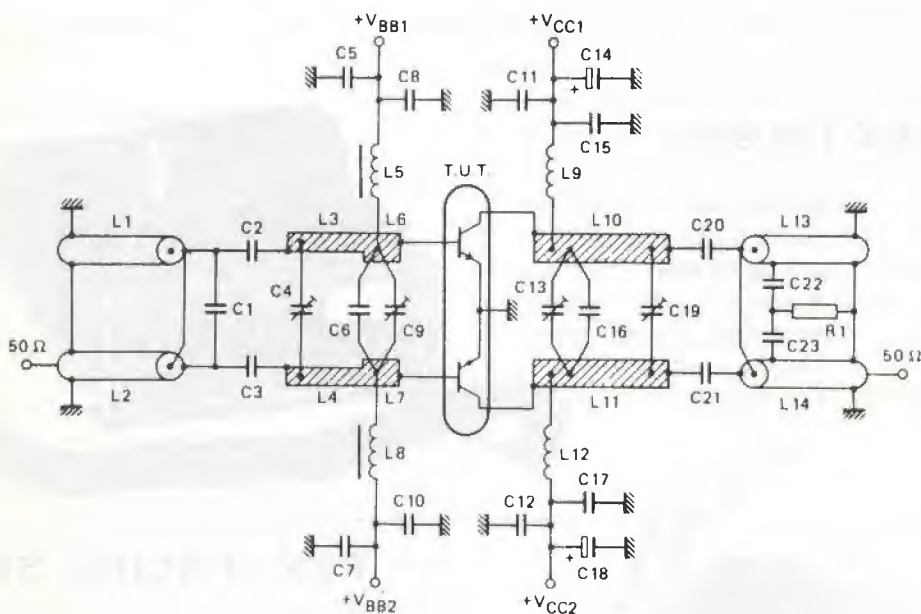 +VBB1
+VCC1
C5
C8
C11
C14
+
C15
L5
T.U.T.
L9
L1
C2
L3
L6
L10
C20
L13
C1
C4
C6
C9
C13
C16
C19
C22
R1
C23
50 Ω
50 Ω
L2
C3
L4
L7
L11
C21
L14
L8
L12
C10
C12
C17
C7
+
C18
+VBB2
+VCC2